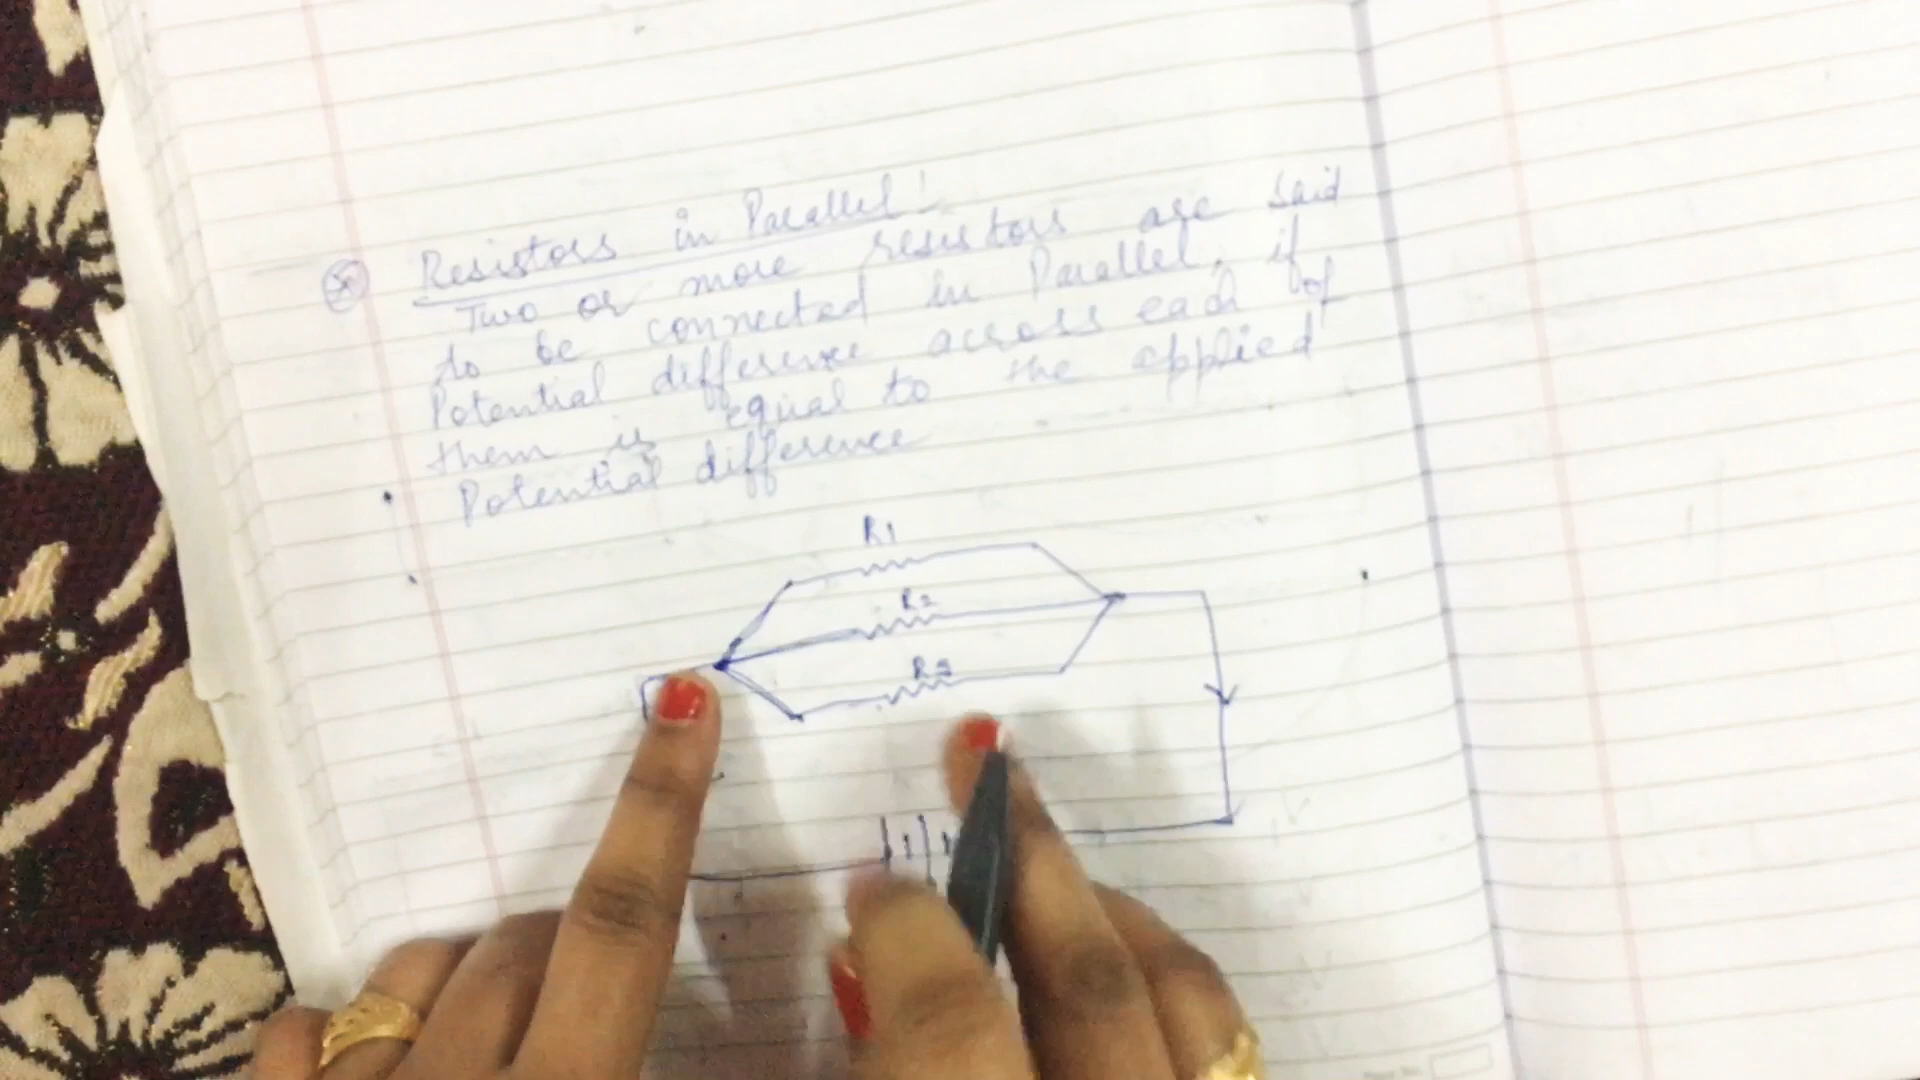 Resistors in Parallel :
Two or more resistors are said
to be connected in Parallel, if
Potential difference across each of
them is equal to the applied
Potential difference
R1
R2
R3